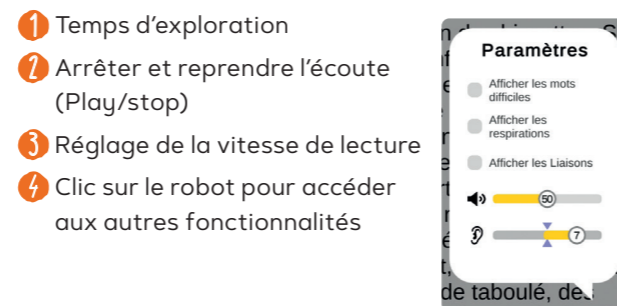 1 Temps d'exploration
2 Arrêter et reprendre l'écoute
(Play/stop)
3 Réglage de la vitesse de lecture
4 Clic sur le robot pour accéder
aux autres fonctionnalités
Paramètres
Afficher les mots
difficiles
Afficher les
respirations
Afficher les Liaisons
50
7
de taboulé, des